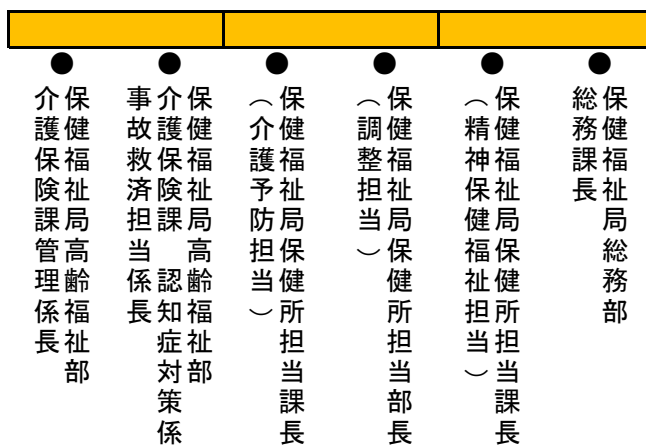 ●
保健福祉局総務部
総務課長
●
保健福祉局保健所担当課長
（精神保健福祉担当）
●
保健福祉局保健所担当部長
（調整担当）
●
保健福祉局保健所担当課長
（介護予防担当）
●
保健福祉局高齢福祉部
介護保険課　認知症対策係
事故救済担当係長
●
保健福祉局高齢福祉部
介護保険課管理係長